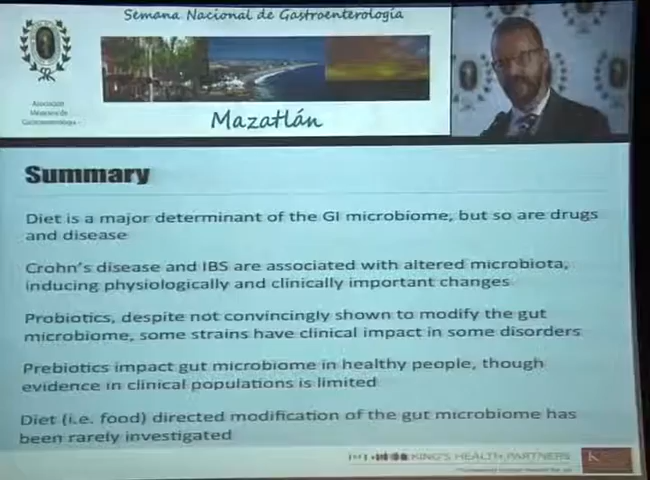 Semana Nacional de Gastroenterología
Asociación
Mexicana de
Gastroenterología
Mazatlán
Summary
Diet is a major determinant of the GI microbiome, but so are drugs
and disease
Crohn's disease and IBS are associated with altered microbiota,
inducing physiologically and clinically important changes
Probiotics, despite not convincingly shown to modify the gut
microbiome, some strains have clinical impact in some disorders
Prebiotics impact gut microbiome in healthy people, though
evidence in clinical populations is limited
Diet (i.e. food) directed modification of the gut microbiome has
been rarely investigated
KING'S HEALTH PARTNERS